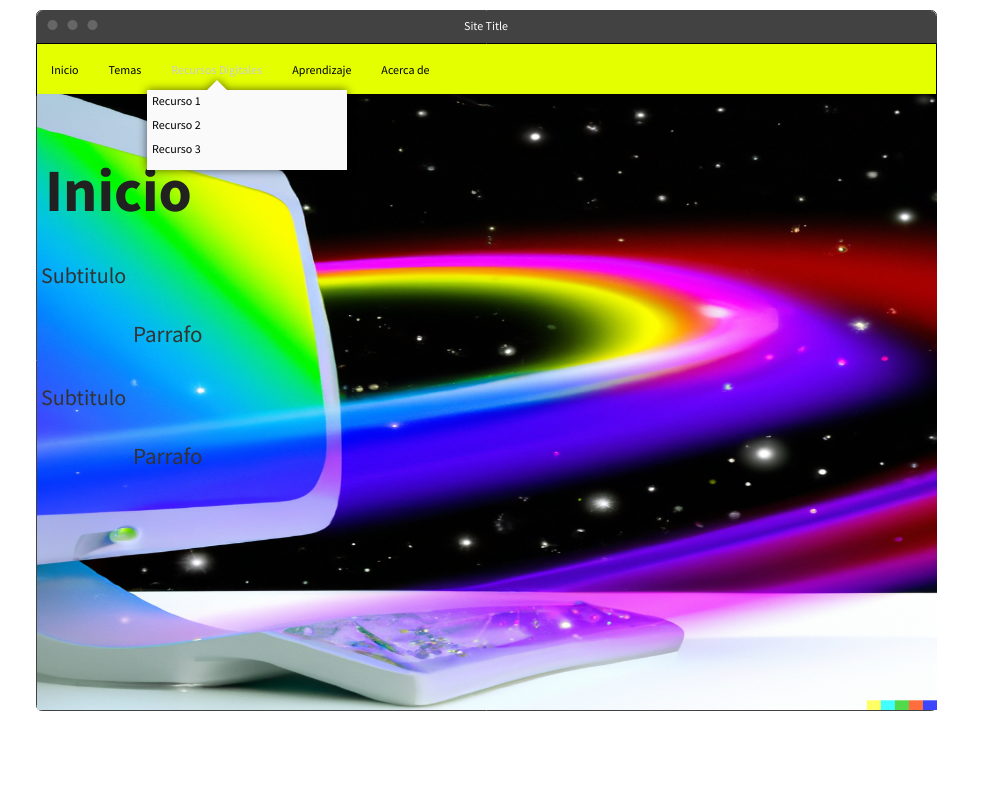 Site Title
Inicio Temas Recursos Digitales Aprendizaje Acerca de
Recurso 1
Recurso 2
Recurso 3
Inicio
Subtitulo
Parrafo
Subtitulo
Parrafo